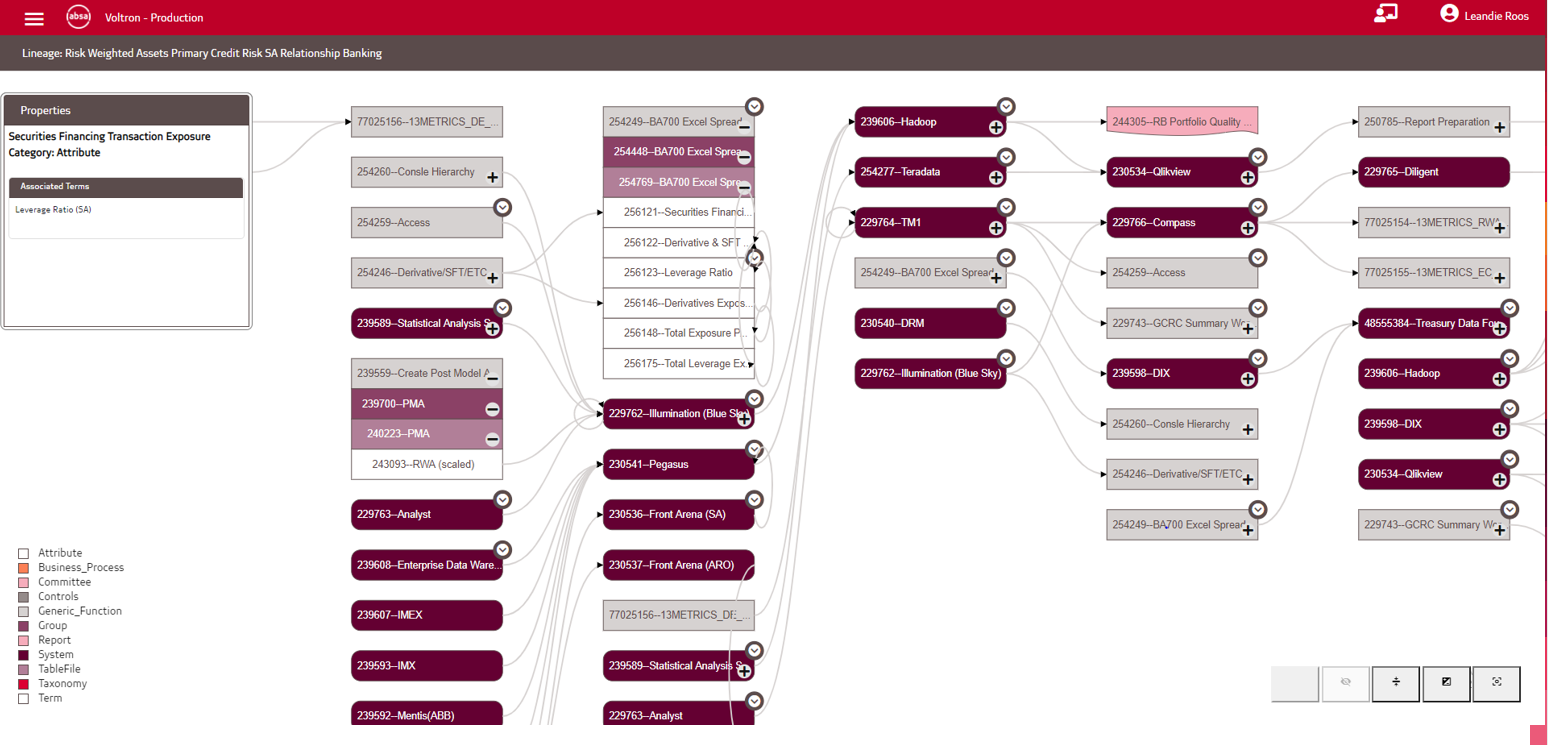 absa
Voltron - Production
Leandie Roos
Lineage: Risk Weighted Assets Primary Credit Risk SA Relationship Banking
Properties
Securities Financing Transaction Exposure
Category: Attribute
Associated Terms
Leverage Ratio (SA)
77025156--13METRICS_DE_...
254260--Consle Hierarchy
254259--Access
254246--Derivative/SFT/ETC
239589--Statistical Analysis S
239559--Create Post Model A
239700--PMA
240223--PMA
243093--RWA (scaled)
229763--Analyst
239608--Enterprise Data Ware...
239607--IMEX
239593--IMX
239592--Mentis(ABB)
254249--BA700 Excel Spread
254448--BA700 Excel Sprea
254769--BA700 Excel Spre
256121--Securities Financi...
256122--Derivative & SFT ...
256123--Leverage Ratio
256146--Derivatives Expos...
256148--Total Exposure P...
256175--Total Leverage Ex
229762--Illumination (Blue Sky)
230541--Pegasus
230536--Front Arena (SA)
230537--Front Arena (ARO)
77025156--13METRICS_DE_...
239589--Statistical Analysis S
229763--Analyst
239606--Hadoop
254277--Teradata
229764--TM1
254249--BA700 Excel Spread
230540--DRM
229762--Illumination (Blue Sky)
244305--RB Portfolio Quality ...
230534--Qlikview
229766--Compass
254259--Access
229743--GCRC Summary Wo
239598--DIX
254260--Consle Hierarchy
254246--Derivative/SFT/ETC
254249--BA700 Excel Spread
250785--Report Preparation
229765--Diligent
77025154--13METRICS_RWA
77025155--13METRICS_EC
48555384--Treasury Data Fou
239606--Hadoop
239598--DIX
230534--Qlikview
229743--GCRC Summary Wo
Attribute
Business_Process
Committee
Controls
Generic_Function
Group
Report
System
TableFile
Taxonomy
Term